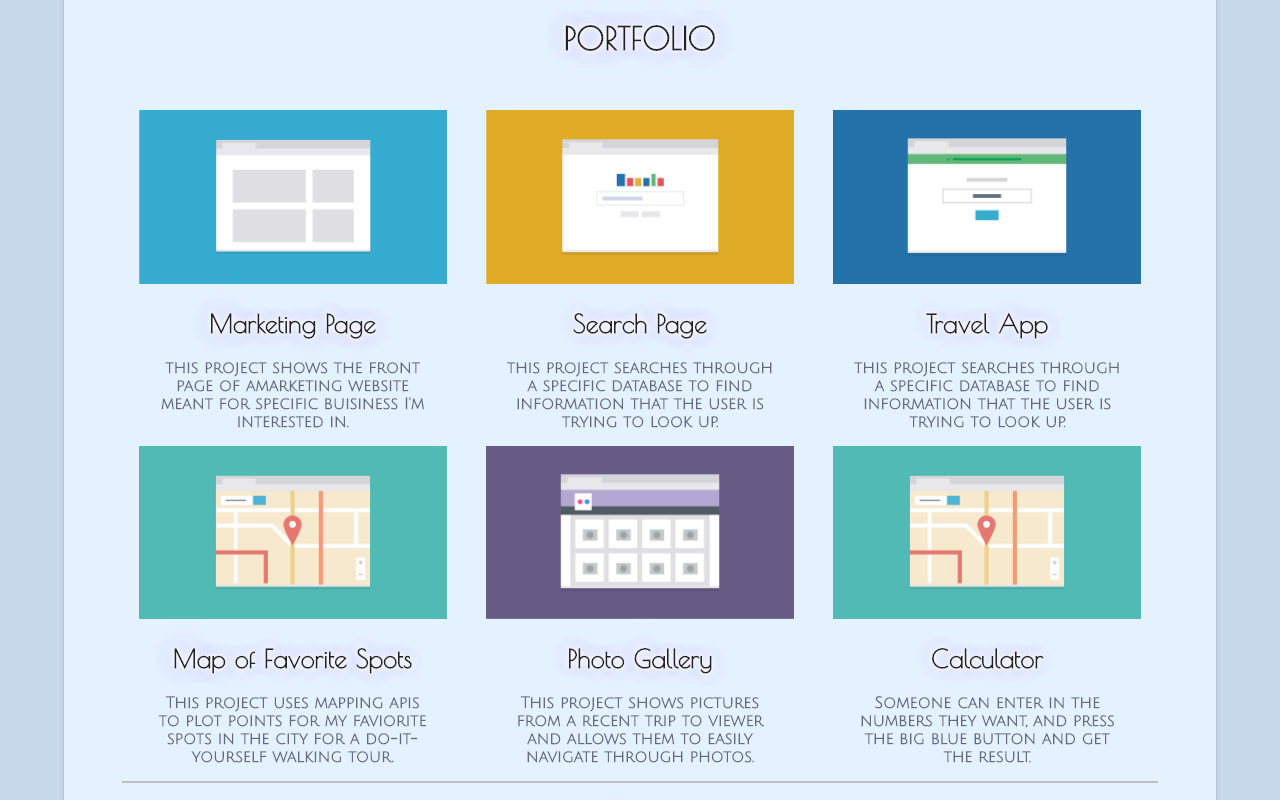 PORTFOLIO
Marketing Page
THIS PROJECT SHOWS THE FRONT
PAGE OF AMARKETING WEBSITE
MEANT FOR SPECIFIC BUISINESS I'M
INTERESTED IN.
Search Page
THIS PROJECT SEARCHES THROUGH
A SPECIFIC DATABASE TO FIND
INFORMATION THAT THE USER IS
TRYING TO LOOK UP.
Travel App
THIS PROJECT SEARCHES THROUGH
A SPECIFIC DATABASE TO FIND
INFORMATION THAT THE USER IS
TRYING TO LOOK UP.
Map of Favorite Spots
THIS PROJECT USES MAPPING APIS
TO PLOT POINTS FOR MY FAVIORITE
SPOTS IN THE CITY FOR A DO-IT-
YOURSELF WALKING TOUR.
Photo Gallery
THIS PROJECT SHOWS PICTURES
FROM A RECENT TRIP TO VIEWER
AND ALLOWS THEM TO EASILY
NAVIGATE THROUGH PHOTOS.
Calculator
SOMEONE CAN ENTER IN THE
NUMBERS THEY WANT, AND PRESS
THE BIG BLUE BUTTON AND GET
THE RESULT.